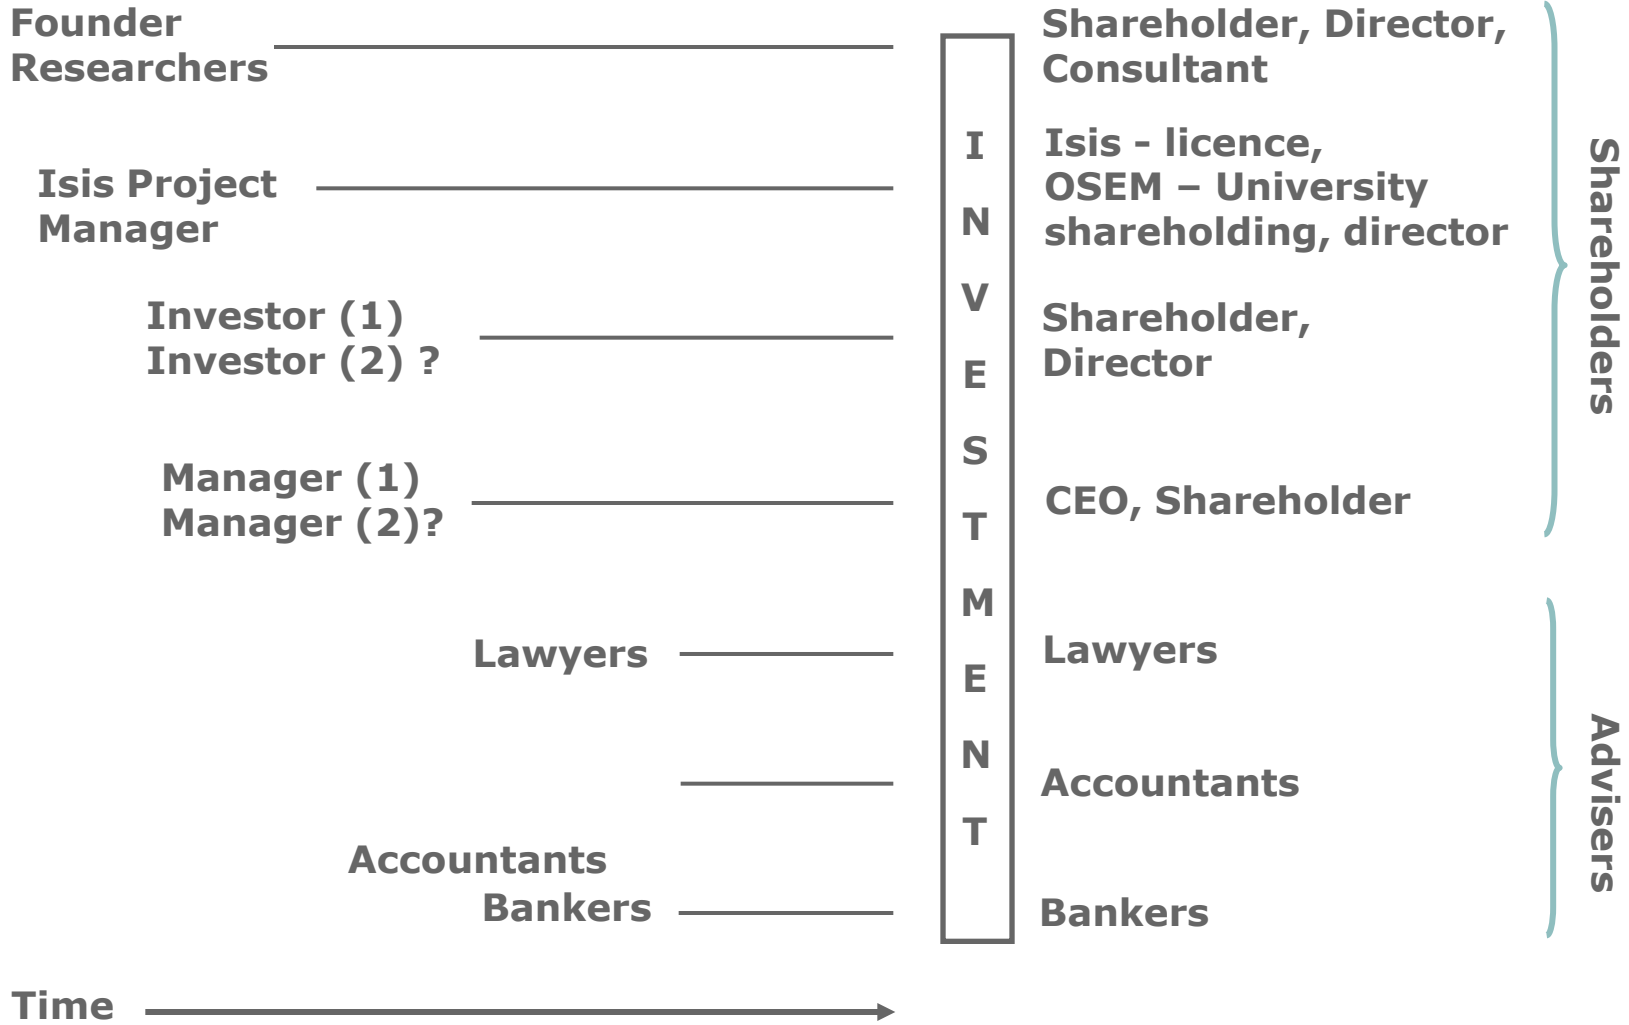 Founder
Researchers
Shareholder, Director,
Consultant
Isis Project
Manager
Isis - licence,
OSEM – University
shareholding, director
Investor (1)
Investor (2) ?
Shareholder,
Director
Manager (1)
Manager (2)?
CEO, Shareholder
Lawyers
Lawyers
Accountants
Accountants
Bankers
Bankers
INVESTMENT
Shareholders
Advisers
Time